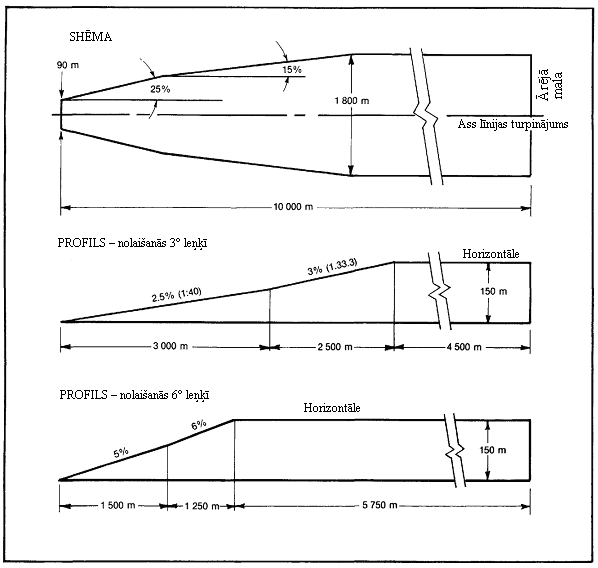 SHĒMA
90 m
25%
15%
1 800 m
Ārējā
mala
Ass līnijas turpinājums
10 000 m
PROFILS – nolaišanās 3° leņķī
Horizontāle
2.5% (1:40)
3% (1.33.3)
150 m
3 000 m
2 500 m
4 500 m
PROFILS – nolaišanās 6° leņķī
Horizontāle
5%
6%
150 m
1 500 m
1 250 m
5 750 m